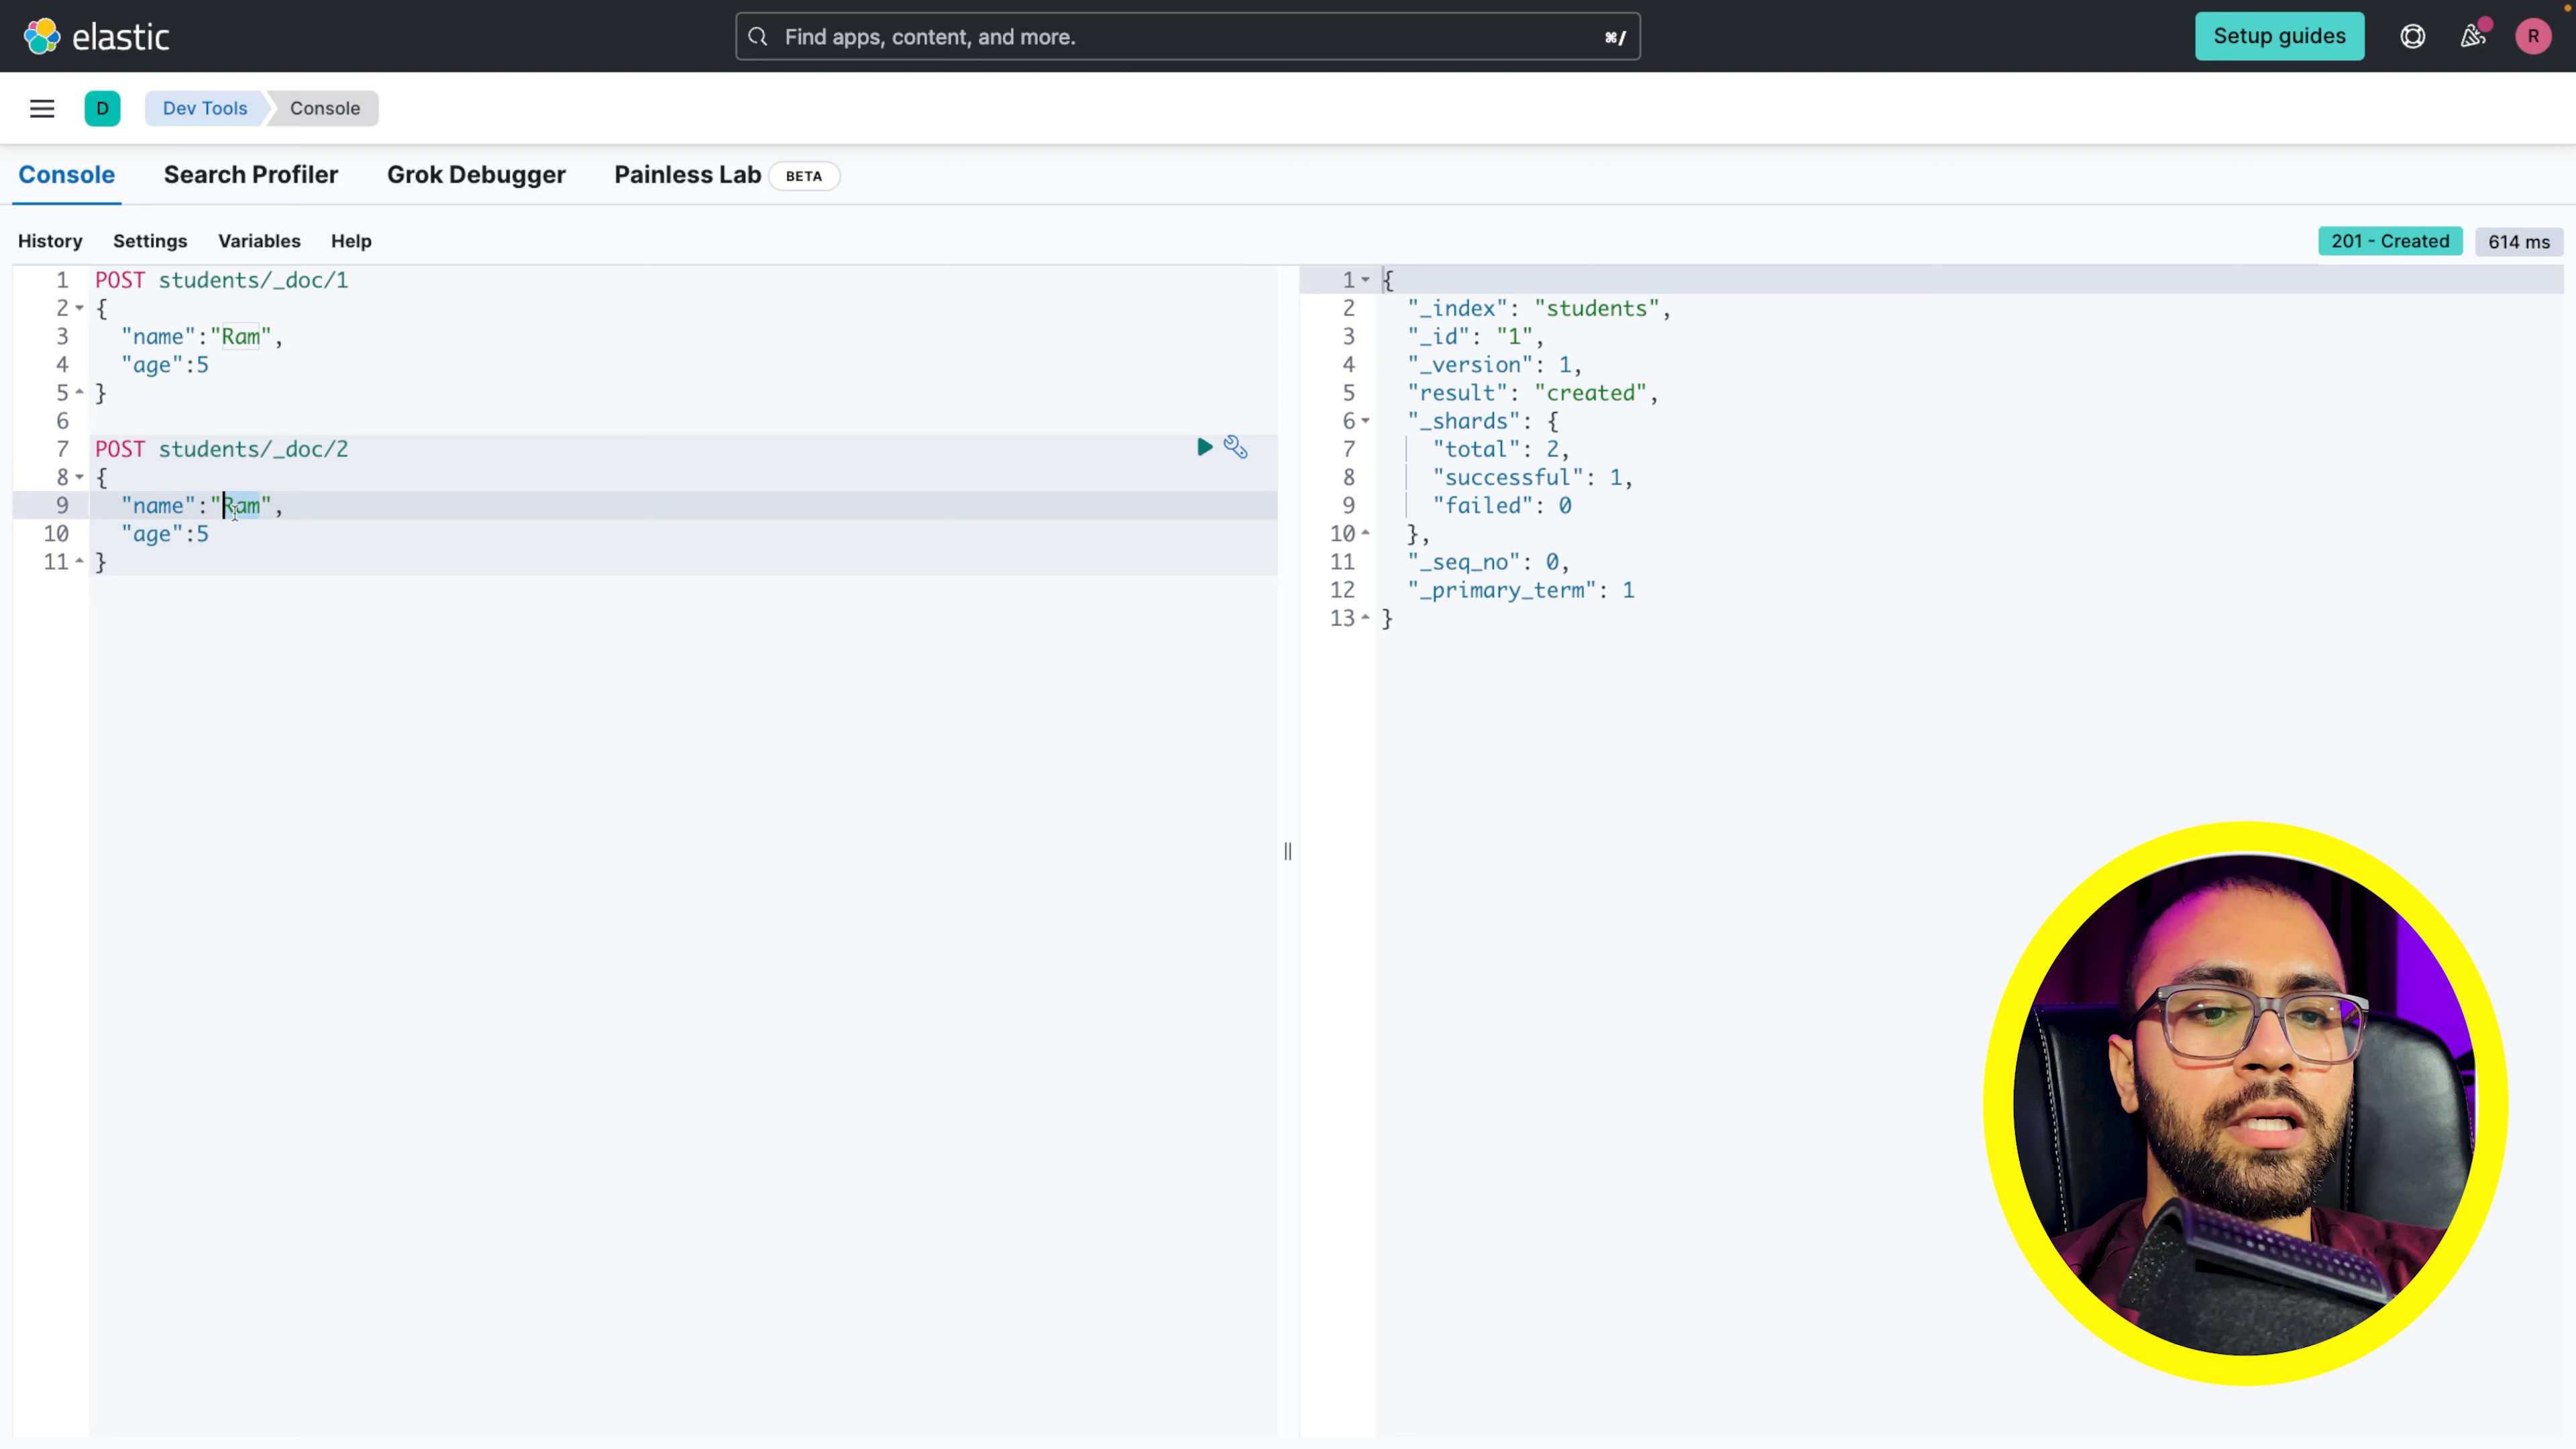 elastic
Find apps, content, and more.
⌘/
Setup guides
R
D
Dev Tools
Console
Console
Search Profiler
Grok Debugger
Painless Lab
BETA
History
Settings
Variables
Help
201 - Created
614 ms
1 POST students/_doc/1
2 {
3 "name":"Ram",
4 "age":5
5 }
6
7 POST students/_doc/2
8 {
9 "name":"Ram",
10 "age":5
11 }
1 {
2 "_index": "students",
3 "_id": "1",
4 "_version": 1,
5 "result": "created",
6 "_shards": {
7 "total": 2,
8 "successful": 1,
9 "failed": 0
10 },
11 "_seq_no": 0,
12 "_primary_term": 1
13 }